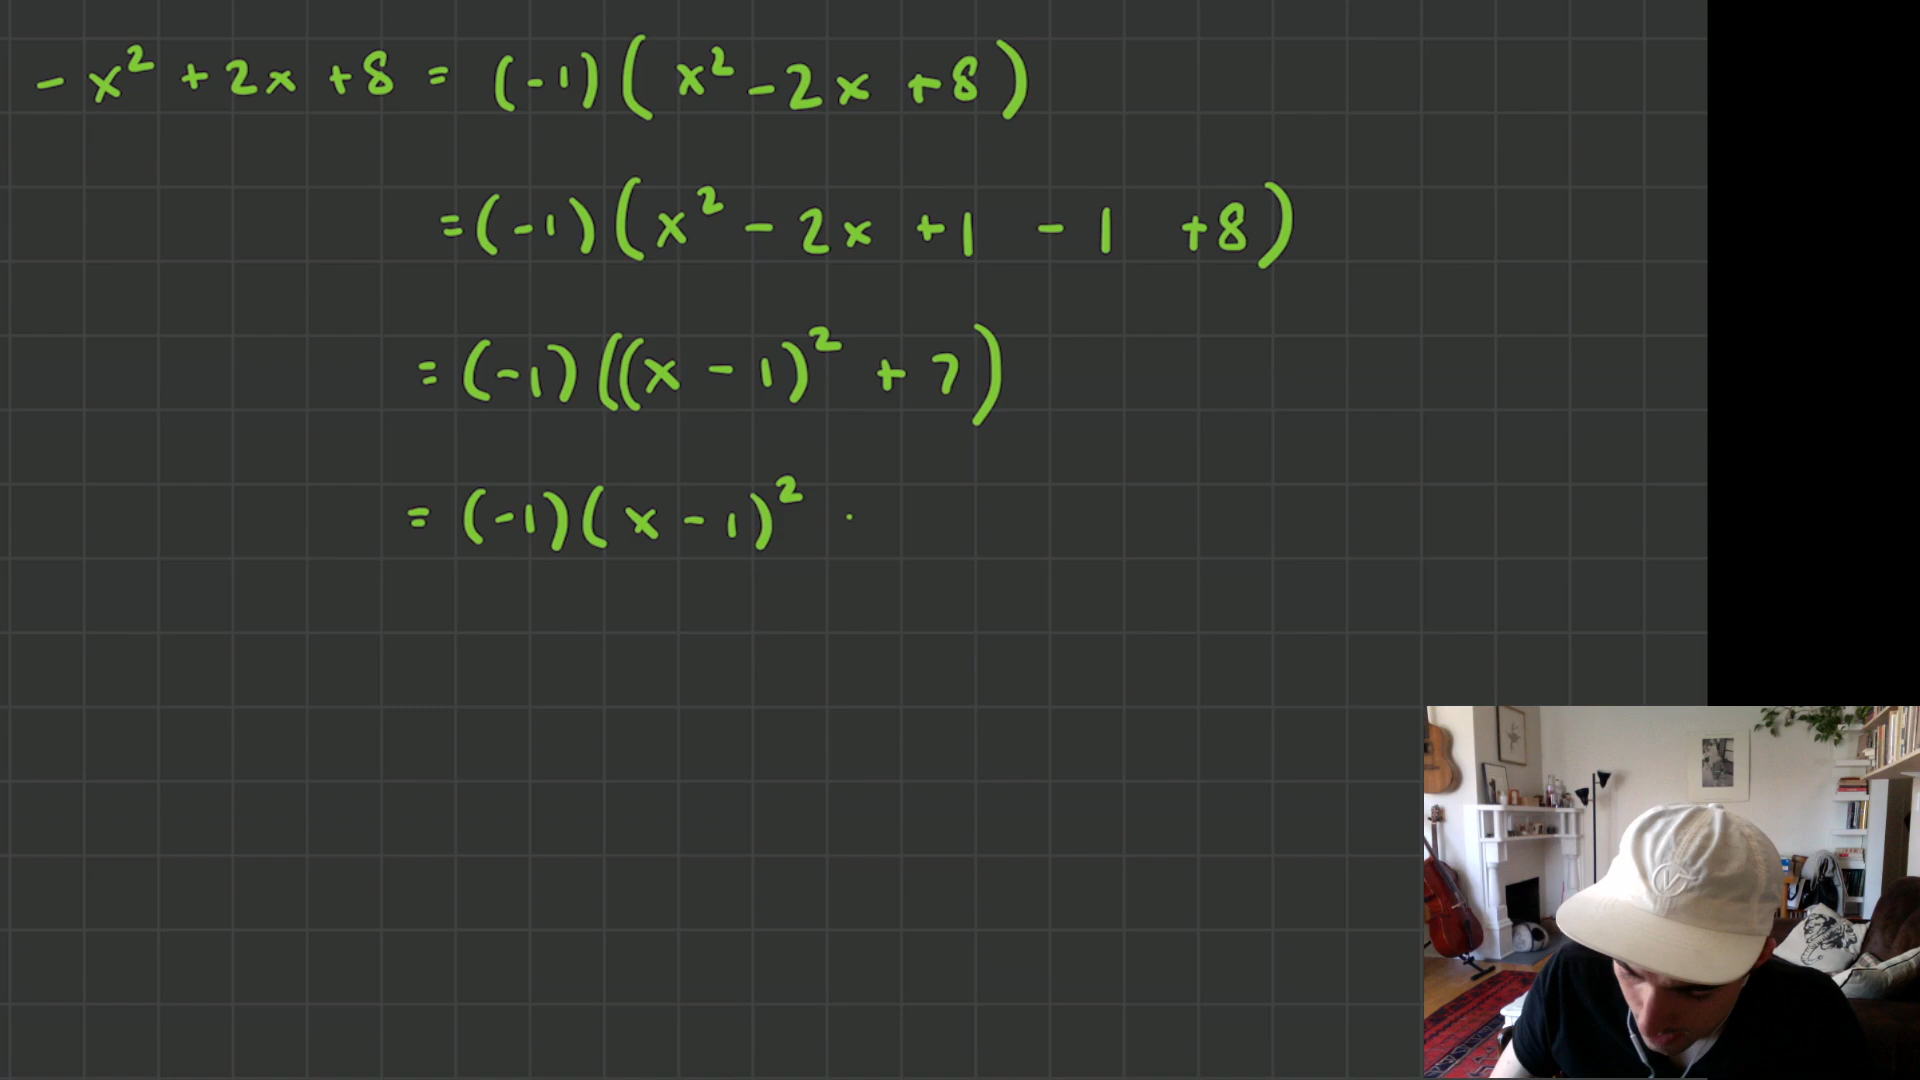 - x² + 2x + 8 = (-1)(x² - 2x + 8)
= (-1)(x² - 2x + 1 - 1 + 8)
= (-1)((x - 1)² + 7)
= (-1)(x - 1)² ·